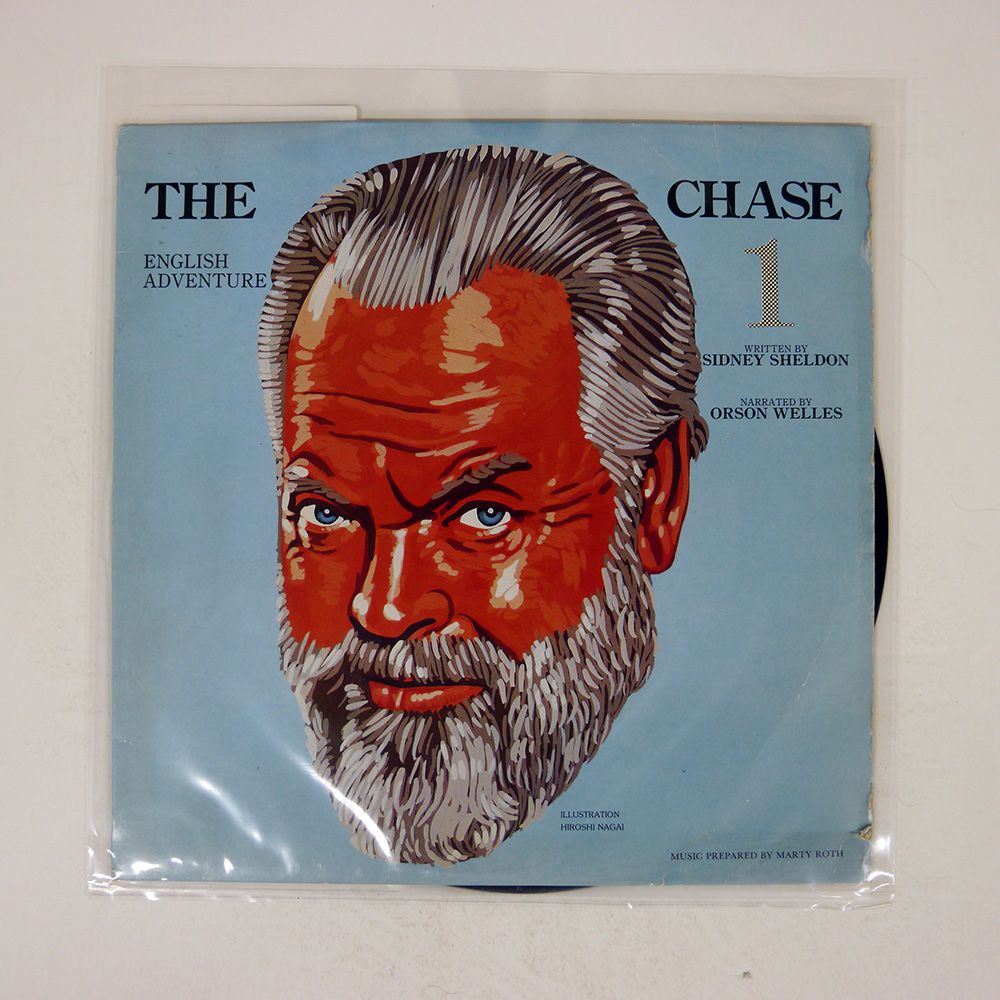 THE CHASE
ENGLISH
ADVENTURE
1
WRITTEN BY
SIDNEY SHELDON
NARRATED BY
ORSON WELLES
ILLUSTRATION
HIROSHI NAGAI
MUSIC PREPARED BY MARTY ROTH